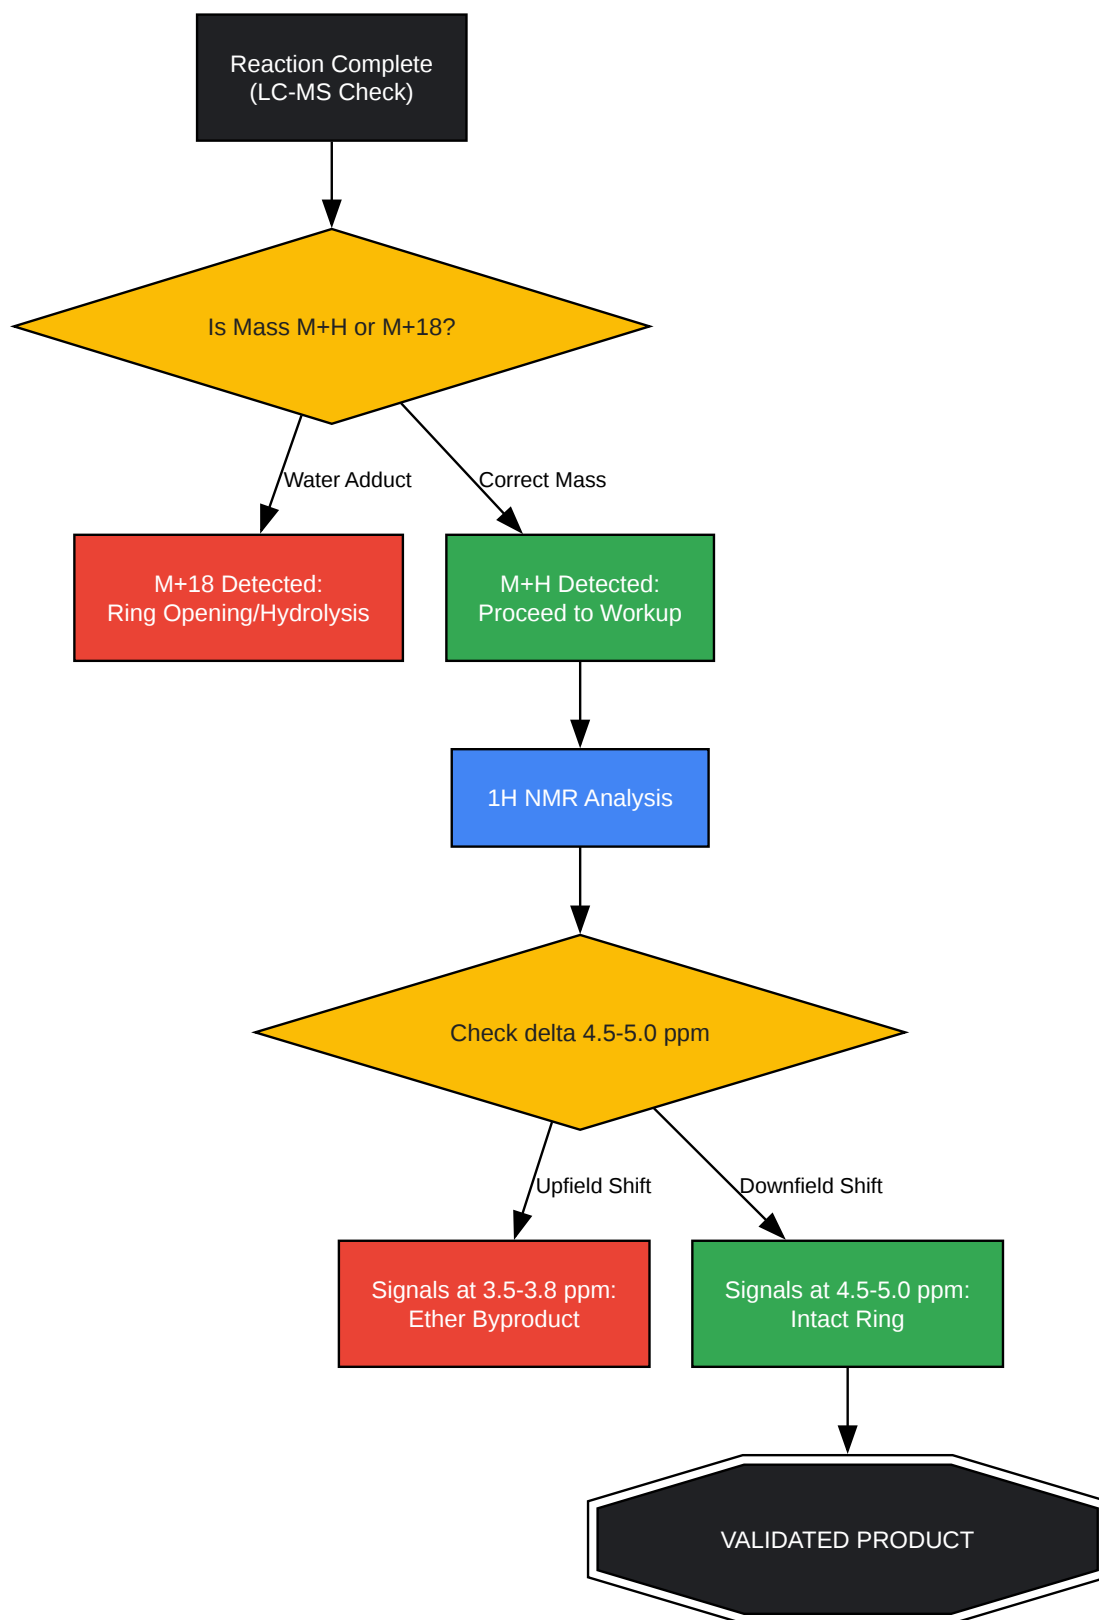 Reaction Complete
(LC-MS Check)
Is Mass M+H or M+18?
Water Adduct
Correct Mass
M+18 Detected:
Ring Opening/Hydrolysis
M+H Detected:
Proceed to Workup
1H NMR Analysis
Check delta 4.5-5.0 ppm
Upfield Shift
Downfield Shift
Signals at 3.5-3.8 ppm:
Ether Byproduct
Signals at 4.5-5.0 ppm:
Intact Ring
VALIDATED PRODUCT